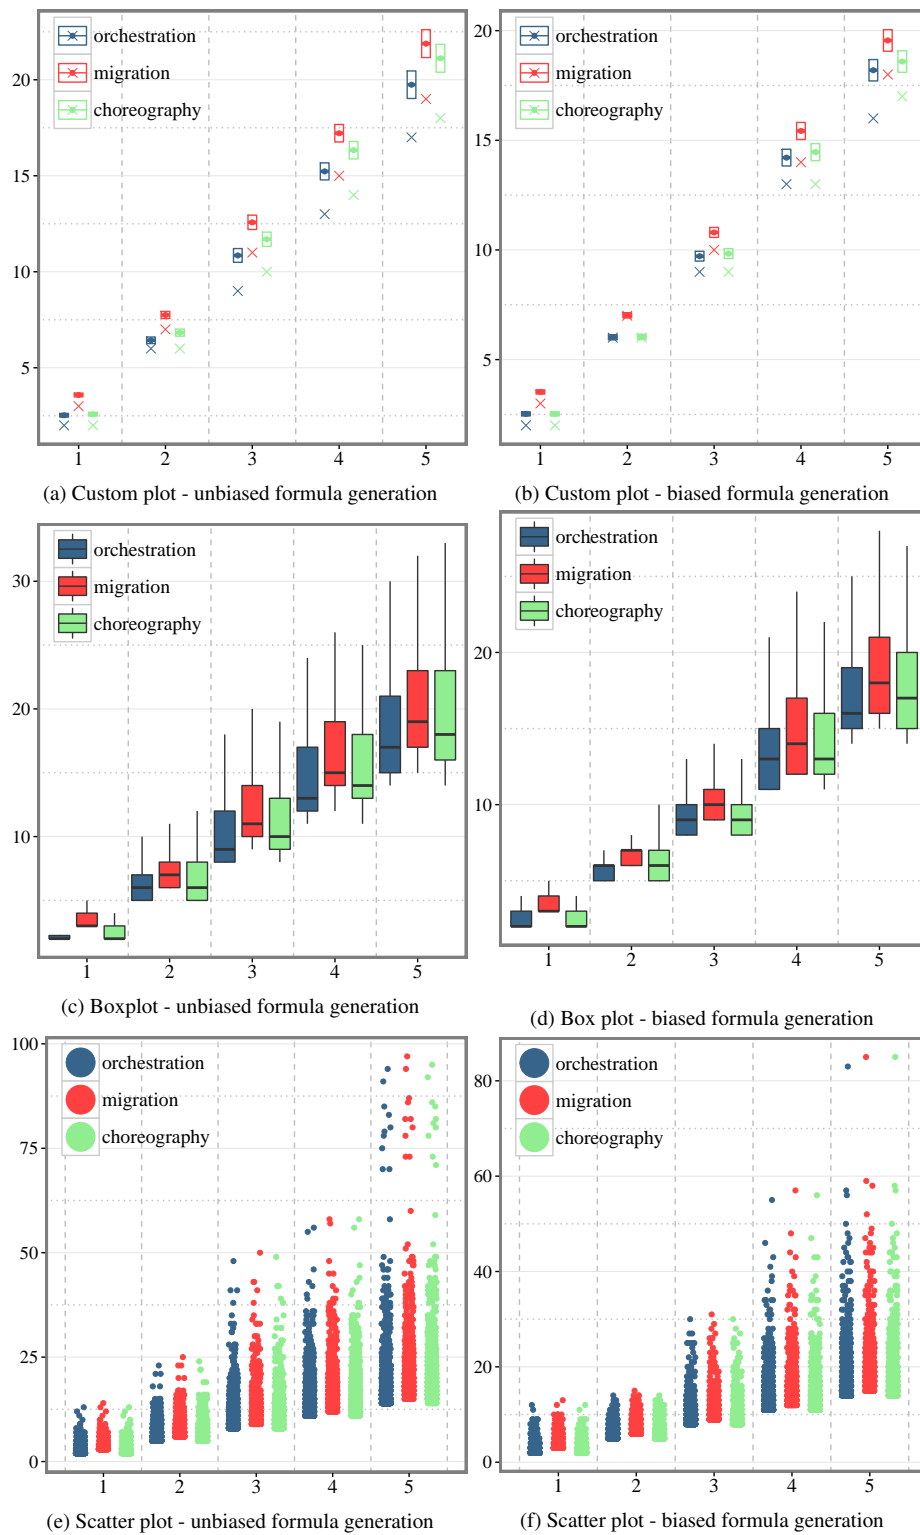 orchestration
migration
choreography
20
15
10
5
1 2 3 4 5
(a) Custom plot - unbiased formula generation
orchestration
migration
choreography
20
15
10
5
1 2 3 4 5
(b) Custom plot - biased formula generation
orchestration
migration
choreography
30
20
10
1 2 3 4 5
(c) Boxplot - unbiased formula generation
orchestration
migration
choreography
20
10
1 2 3 4 5
(d) Box plot - biased formula generation
orchestration
migration
choreography
100
75
50
25
0
1 2 3 4 5
(e) Scatter plot - unbiased formula generation
orchestration
migration
choreography
80
60
40
20
0
1 2 3 4 5
(f) Scatter plot - biased formula generation